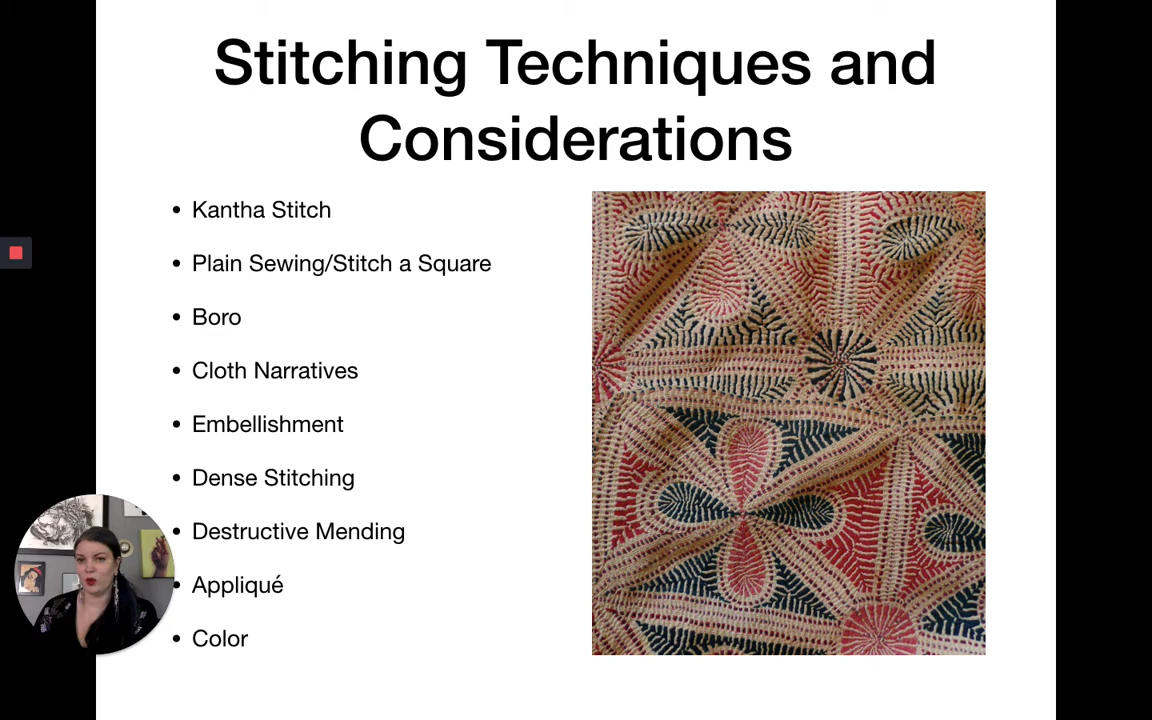 Stitching Techniques and
Considerations
• Kantha Stitch
• Plain Sewing/Stitch a Square
• Boro
• Cloth Narratives
• Embellishment
• Dense Stitching
• Destructive Mending
• Appliqué
• Color